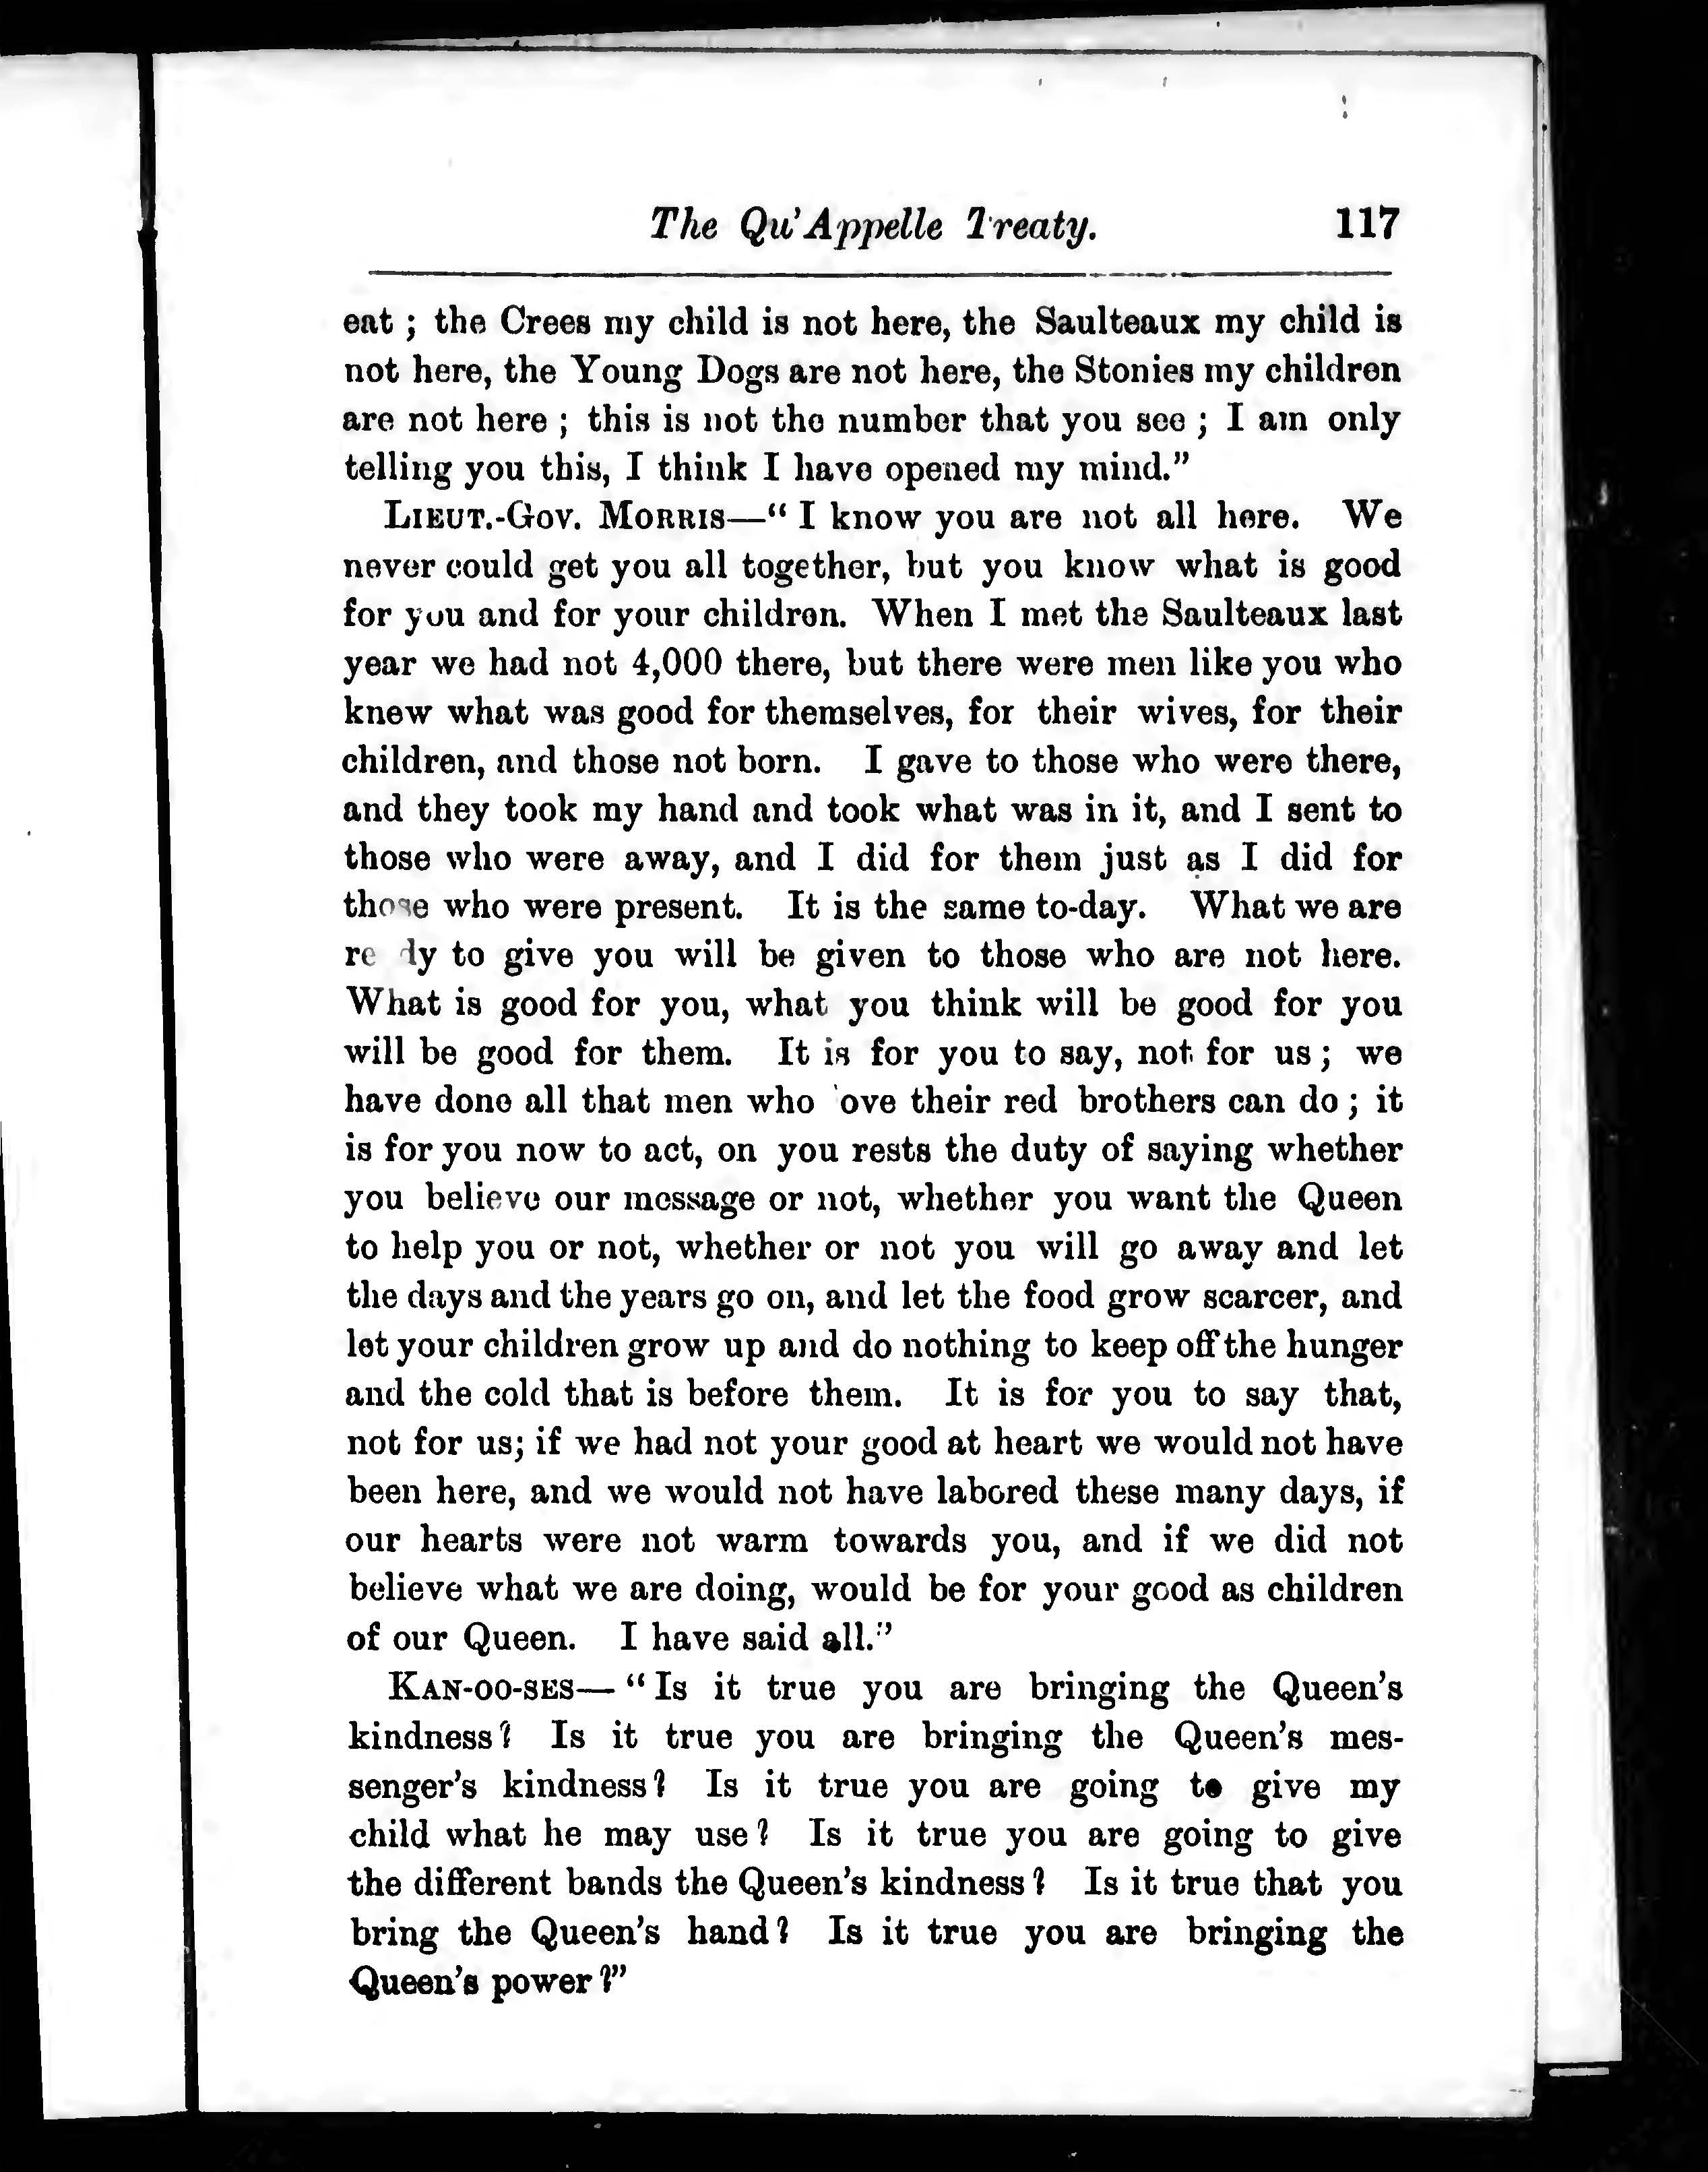 The Qu'Appelle Treaty. 117
eat ; the Crees my child is not here, the Saulteaux my child is
not here, the Young Dogs are not here, the Stonies my children
are not here ; this is not the number that you see ; I am only
telling you this, I think I have opened my mind."
LIEUT.-GOV. MORRIS—" I know you are not all here. We
never could get you all together, but you know what is good
for you and for your children. When I met the Saulteaux last
year we had not 4,000 there, but there were men like you who
knew what was good for themselves, for their wives, for their
children, and those not born. I gave to those who were there,
and they took my hand and took what was in it, and I sent to
those who were away, and I did for them just as I did for
those who were present. It is the same to-day. What we are
ready to give you will be given to those who are not here.
What is good for you, what you think will be good for you
will be good for them. It is for you to say, not for us ; we
have done all that men who love their red brothers can do ; it
is for you now to act, on you rests the duty of saying whether
you believe our message or not, whether you want the Queen
to help you or not, whether or not you will go away and let
the days and the years go on, and let the food grow scarcer, and
let your children grow up and do nothing to keep off the hunger
and the cold that is before them. It is for you to say that,
not for us; if we had not your good at heart we would not have
been here, and we would not have labored these many days, if
our hearts were not warm towards you, and if we did not
believe what we are doing, would be for your good as children
of our Queen. I have said all."
KAN-OO-SES— " Is it true you are bringing the Queen's
kindness ? Is it true you are bringing the Queen's mes-
senger's kindness ? Is it true you are going to give my
child what he may use ? Is it true you are going to give
the different bands the Queen's kindness ? Is it true that you
bring the Queen's hand ? Is it true you are bringing the
Queen's power ?"